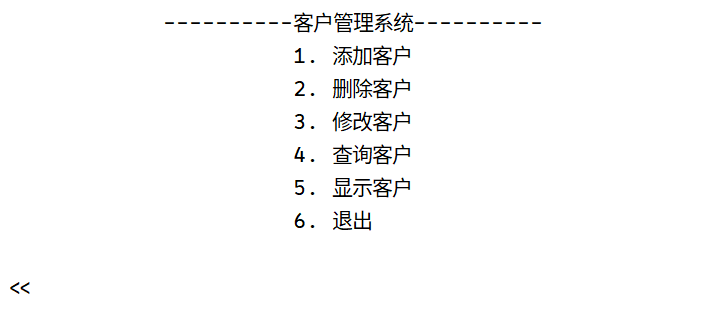 ----------客户管理系统----------
1. 添加客户
2. 删除客户
3. 修改客户
4. 查询客户
5. 显示客户
6. 退出
<<